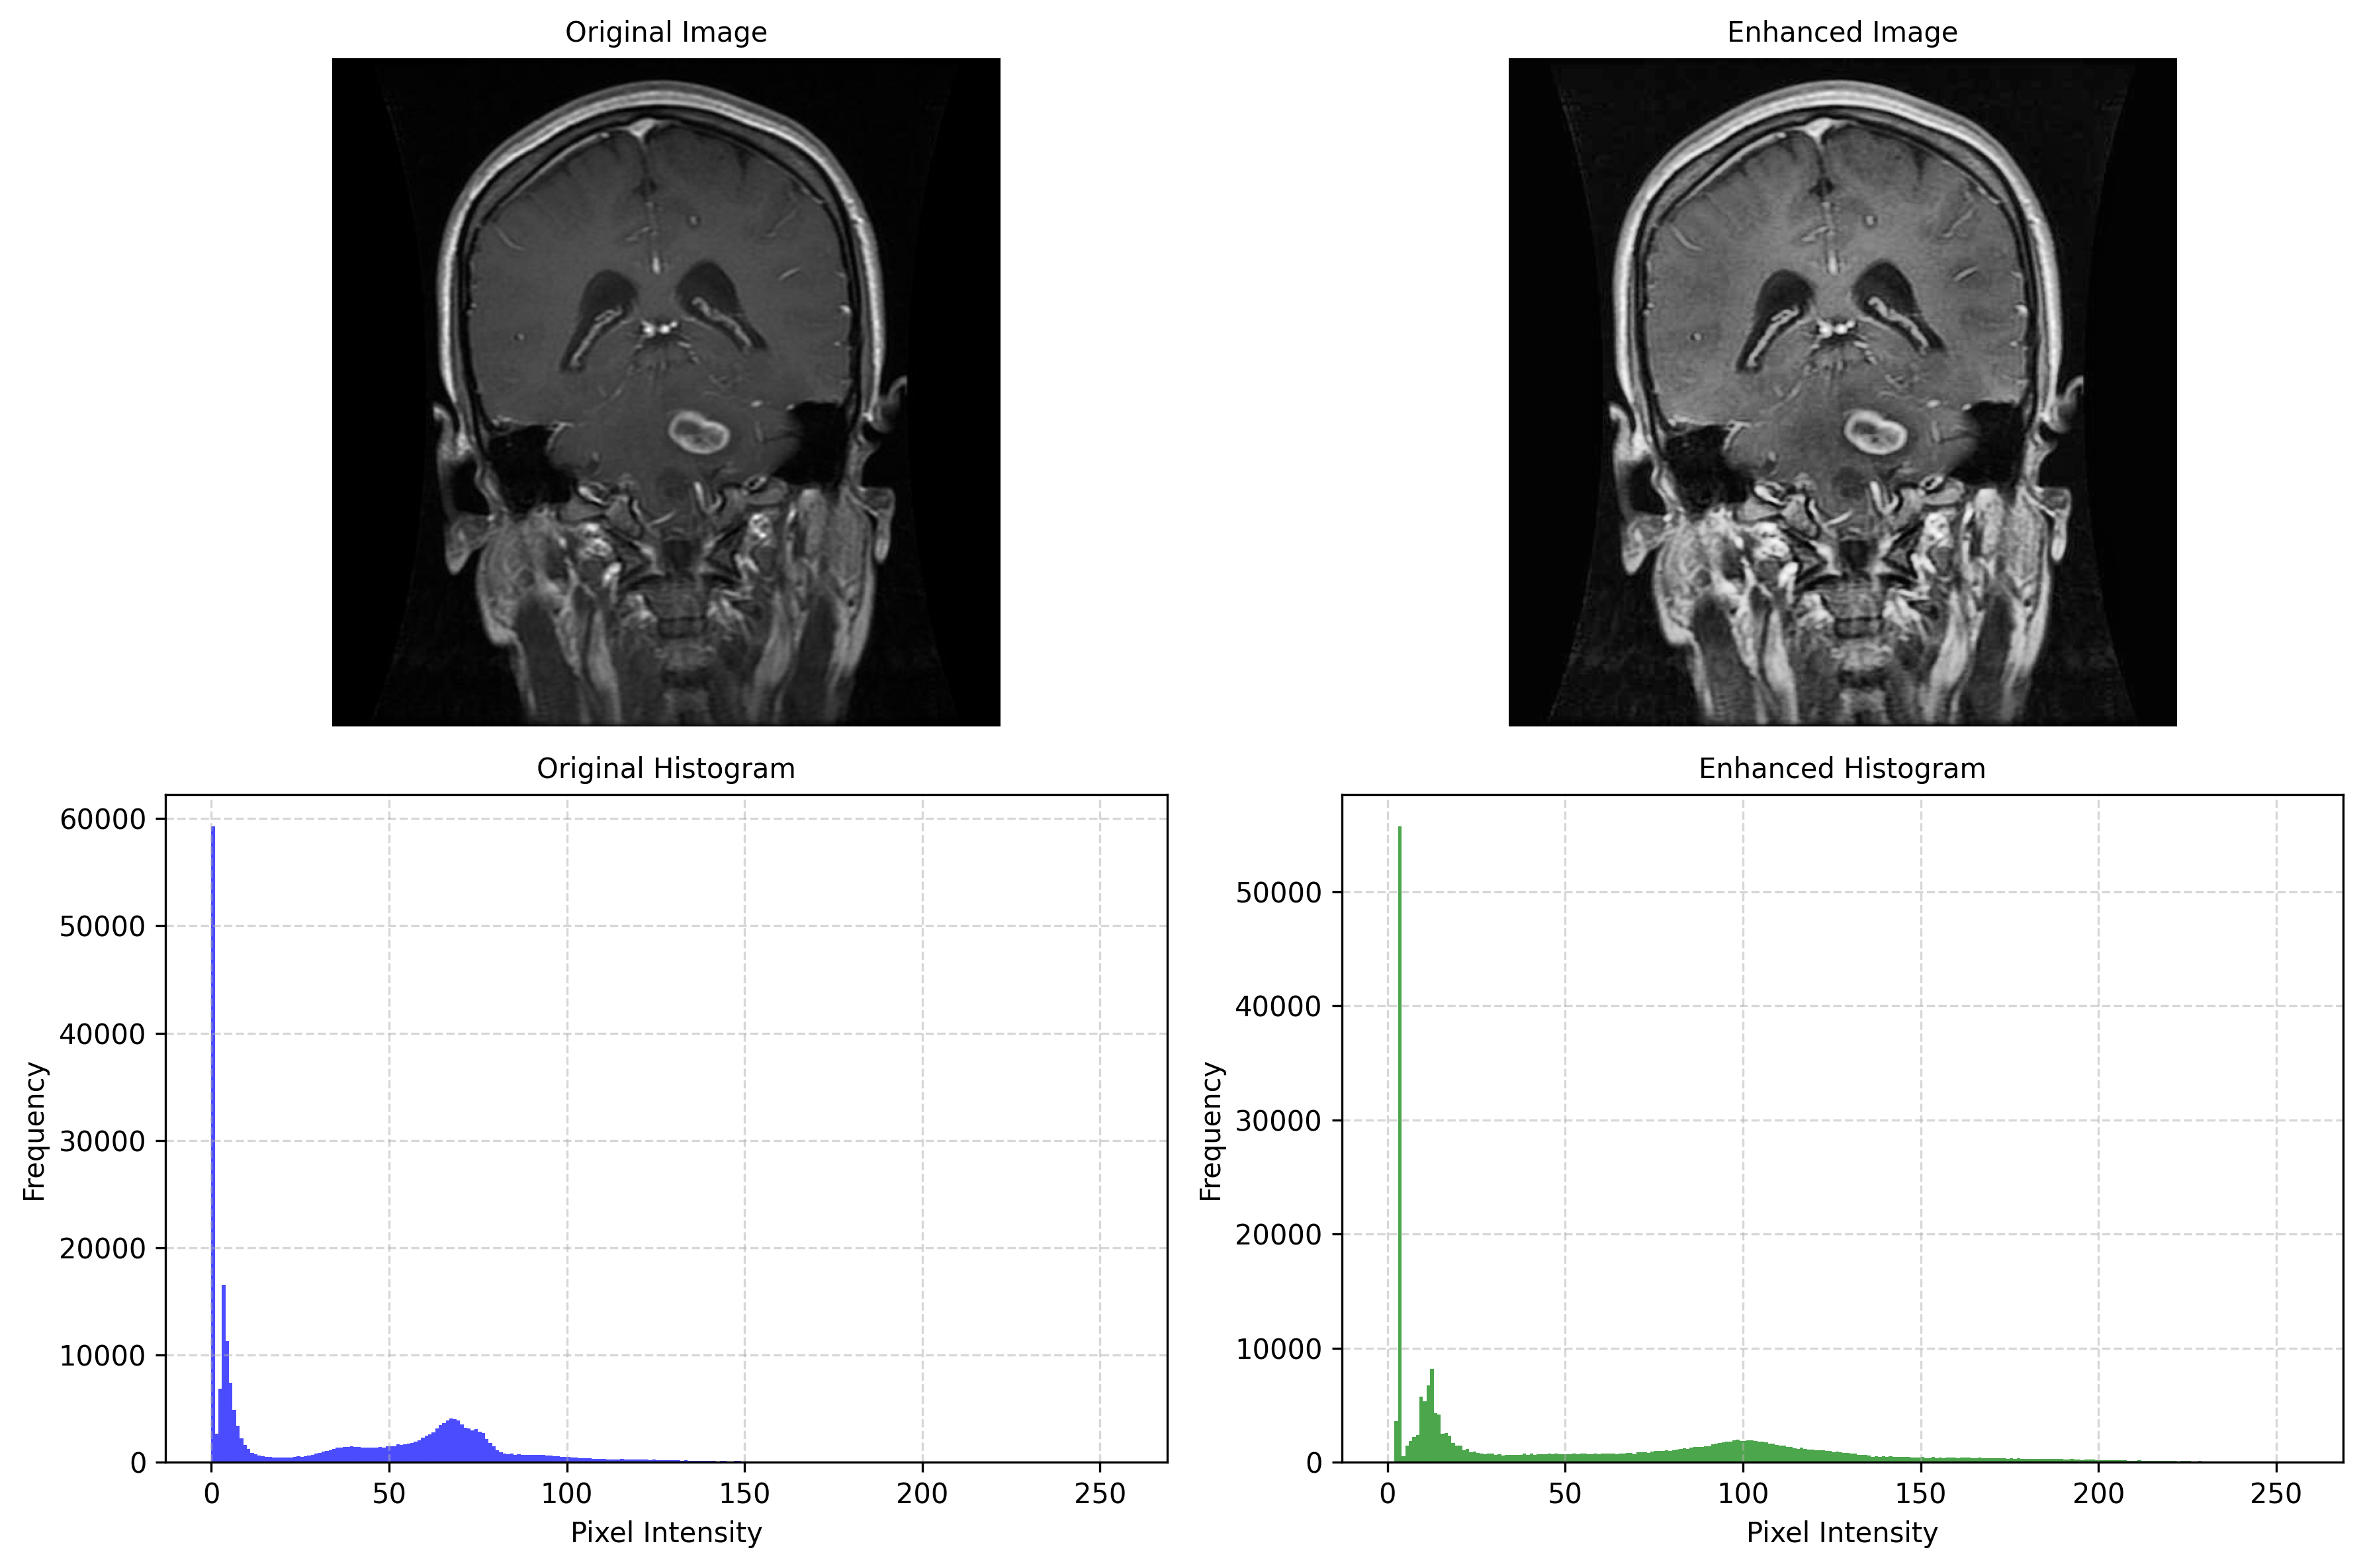 Original Image
Enhanced Image
Original Histogram
Enhanced Histogram
Frequency
60000
50000
40000
30000
20000
10000
0
0 50 100 150 200 250
Pixel Intensity
Frequency
50000
40000
30000
20000
10000
0
0 50 100 150 200 250
Pixel Intensity